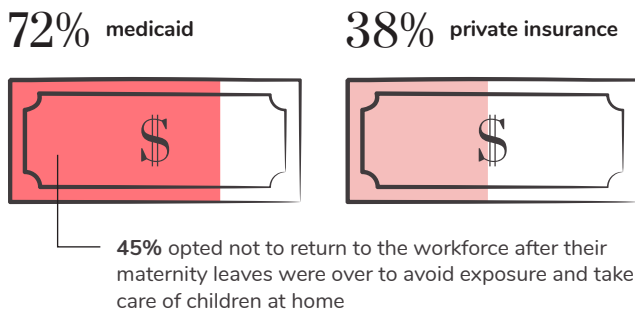 72% medicaid
38% private insurance
$
$
45% opted not to return to the workforce after their
maternity leaves were over to avoid exposure and take
care of children at home